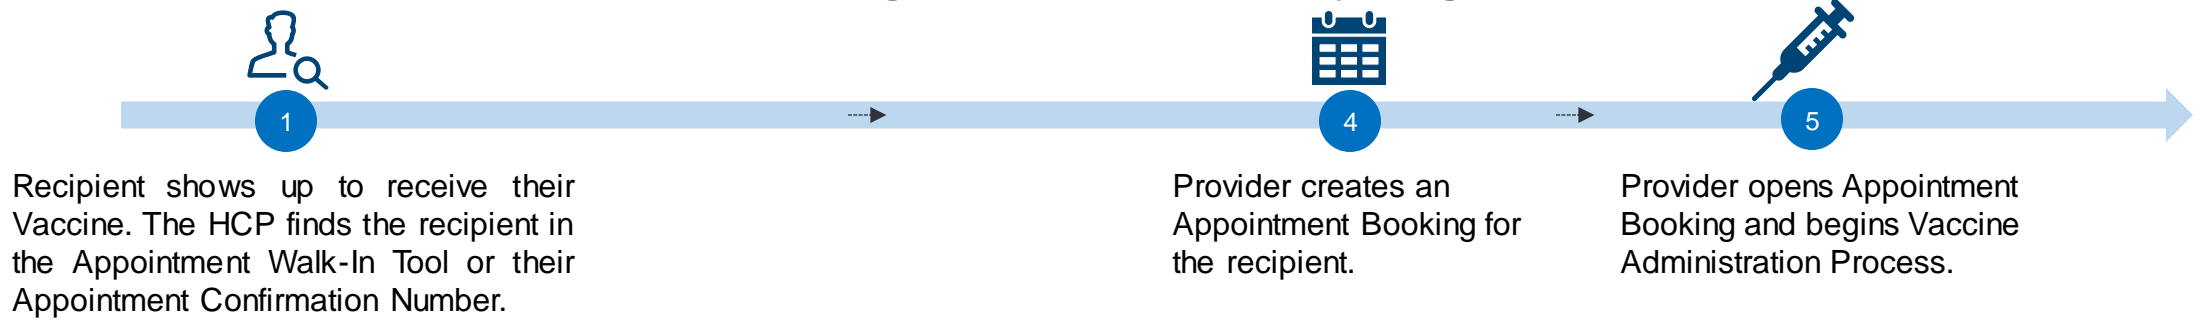 1
4
5
Recipient shows up to receive their
Vaccine. The HCP finds the recipient in
the Appointment Walk-In Tool or their
Appointment Confirmation Number.
Provider creates an
Appointment Booking for
the recipient.
Provider opens Appointment
Booking and begins Vaccine
Administration Process.